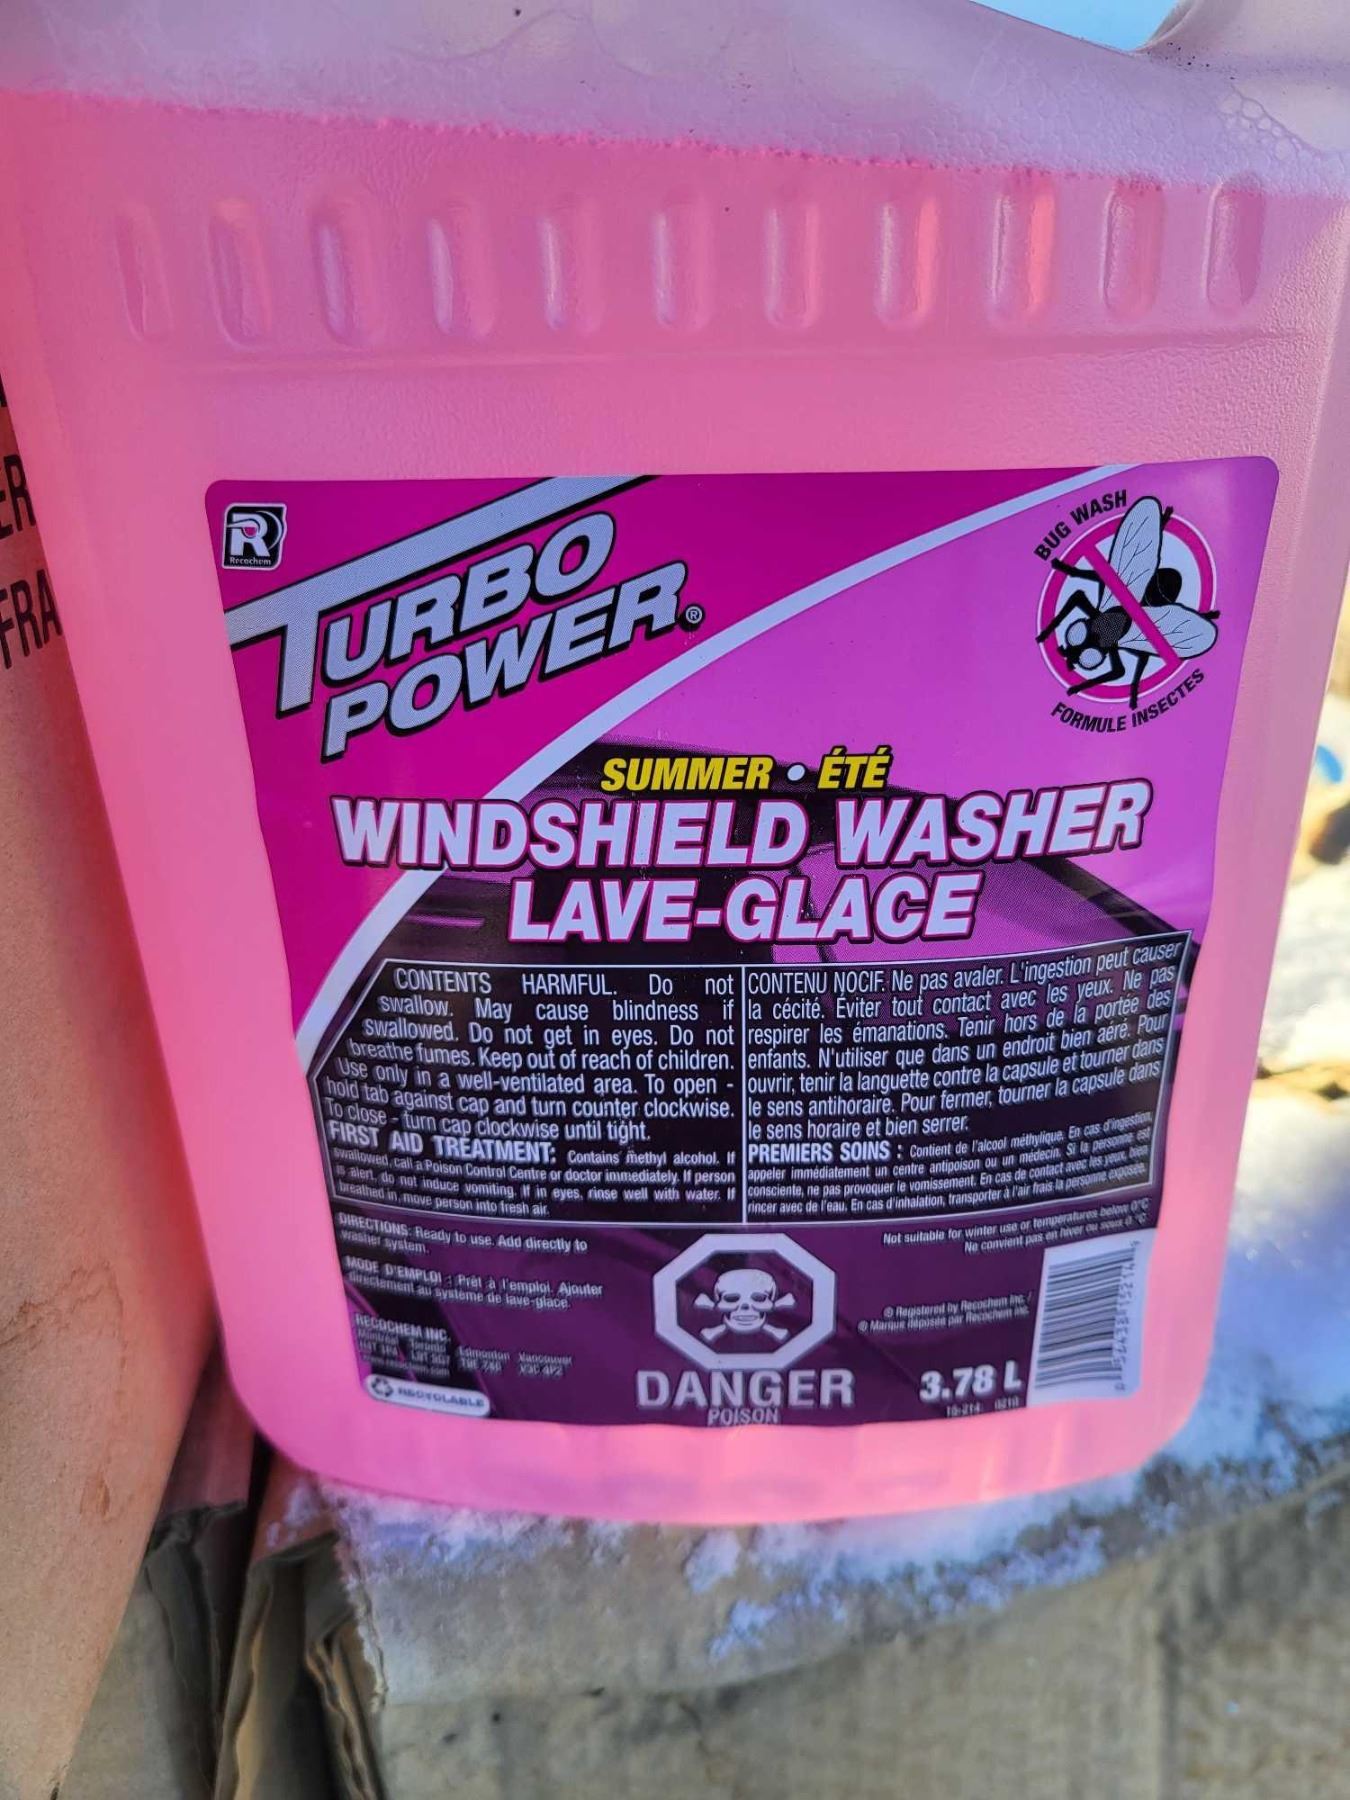 ER
FRA
R
Recochem
TURBO
POWER®
BUG WASH
FORMULE INSECTES
SUMMER • ÉTÉ
WINDSHIELD WASHER
LAVE-GLACE
CONTENTS HARMFUL. Do not
swallow. May cause blindness if
swallowed. Do not get in eyes. Do not
breathe fumes. Keep out of reach of children.
Use only in a well-ventilated area. To open -
hold tab against cap and turn counter clockwise.
To close - turn cap clockwise until tight.
FIRST AID TREATMENT: Contains methyl alcohol. If
swallowed, call a Poison Control Centre or doctor immediately. If person
is alert, do not induce vomiting. If in eyes, rinse well with water. If
breathed in, move person into fresh air.
CONTENU NOCIF. Ne pas avaler. L'ingestion peut causer
la cécité. Éviter tout contact avec les yeux. Ne pas
respirer les émanations. Tenir hors de la portée des
enfants. N'utiliser que dans un endroit bien aéré. Pour
ouvrir, tenir la languette contre la capsule et tourner dans
le sens antihoraire. Pour fermer, tourner la capsule dans
le sens horaire et bien serrer.
PREMIERS SOINS : Contient de l'alcool méthylique. En cas d'ingestion,
appeler immédiatement un centre antipoison ou un médecin. Si la personne est
consciente, ne pas provoquer le vomissement. En cas de contact avec les yeux, bien
rincer avec de l'eau. En cas d'inhalation, transporter à l'air frais la personne exposée.
DIRECTIONS: Ready to use. Add directly to
washer system.
MODE D'EMPLOI : Prêt à l'emploi. Ajouter
directement au système de lave-glace.
Not suitable for winter use or temperatures below 0°C
Ne convient pas en hiver ou sous 0 °C
RECOCHEM INC.
Montréal Toronto Edmonton Vancouver
RECYCLABLE
® Registered by Recochem Inc. /
® Marque déposée par Recochem Inc.
DANGER
POISON
3.78 L
15-214